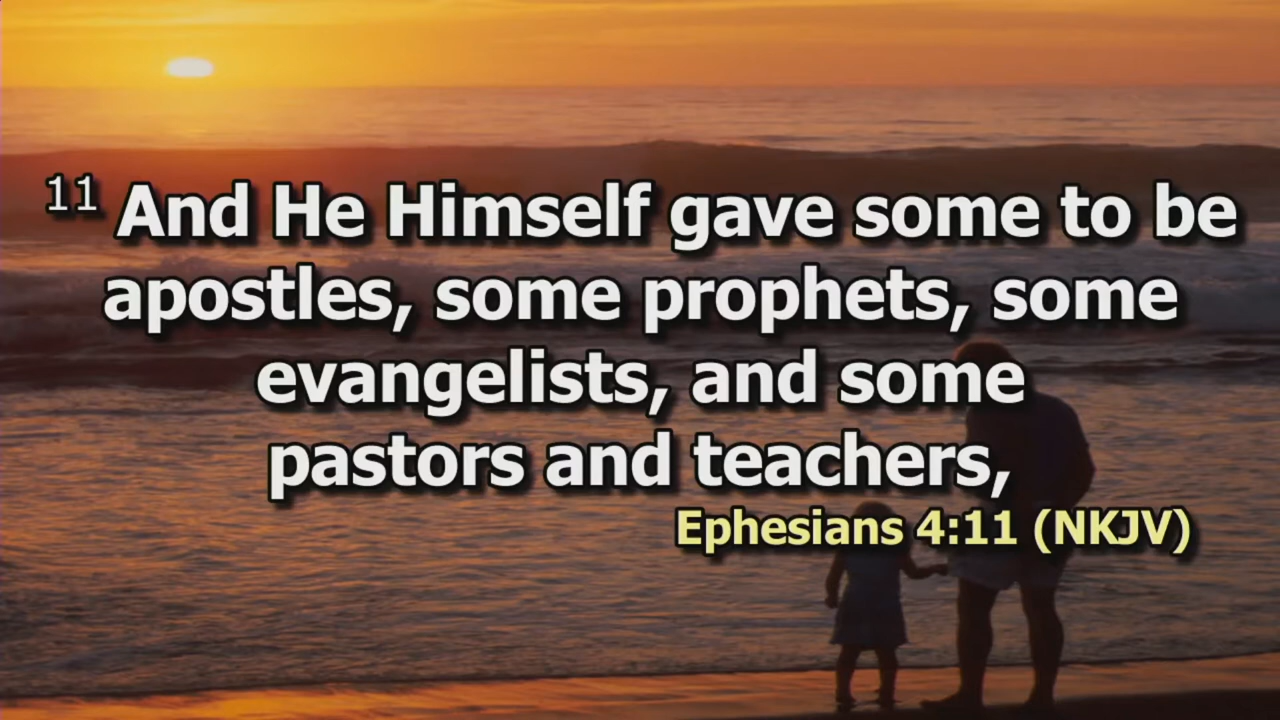 11 And He Himself gave some to be
apostles, some prophets, some
evangelists, and some
pastors and teachers,
Ephesians 4:11 (NKJV)